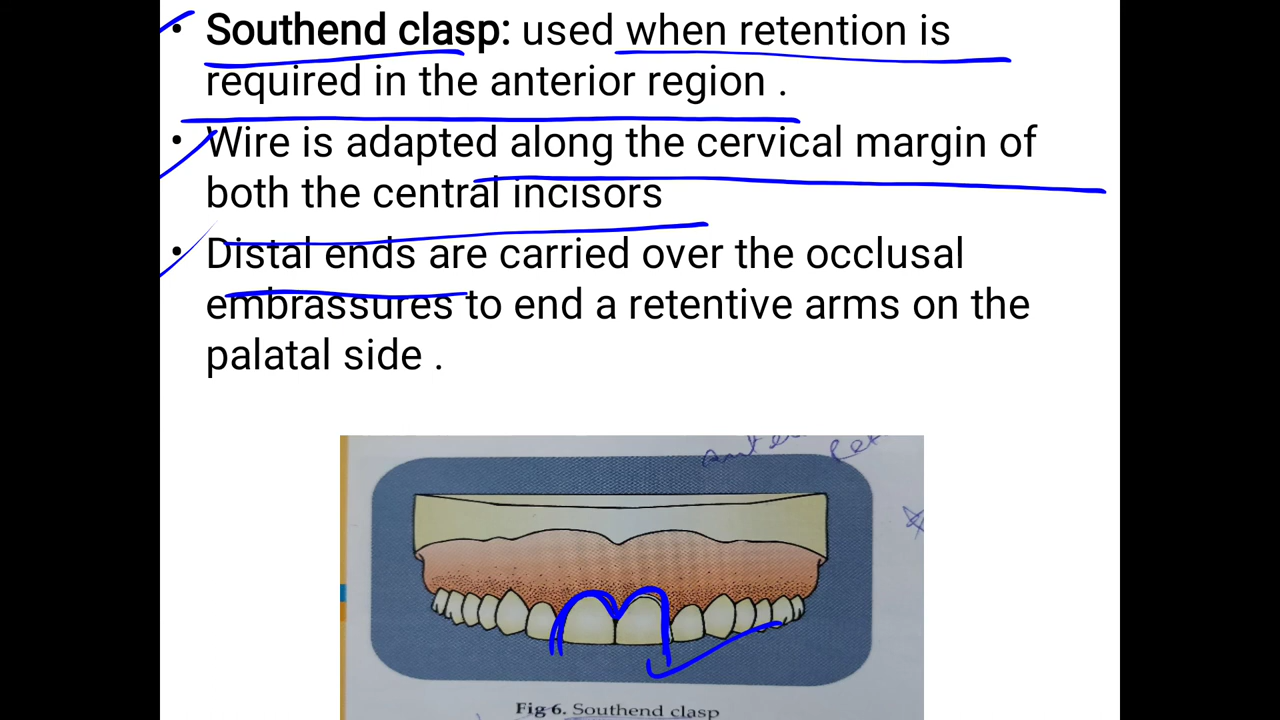 • Southend clasp: used when retention is
required in the anterior region .
• Wire is adapted along the cervical margin of
both the central incisors
• Distal ends are carried over the occlusal
embrassures to end a retentive arms on the
palatal side .
Fig 6. Southend clasp